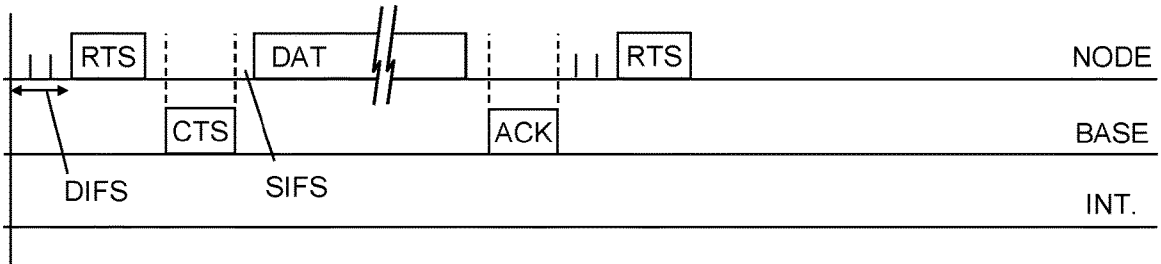 RTS DAT RTS NODE
CTS ACK BASE
DIFS SIFS INT.